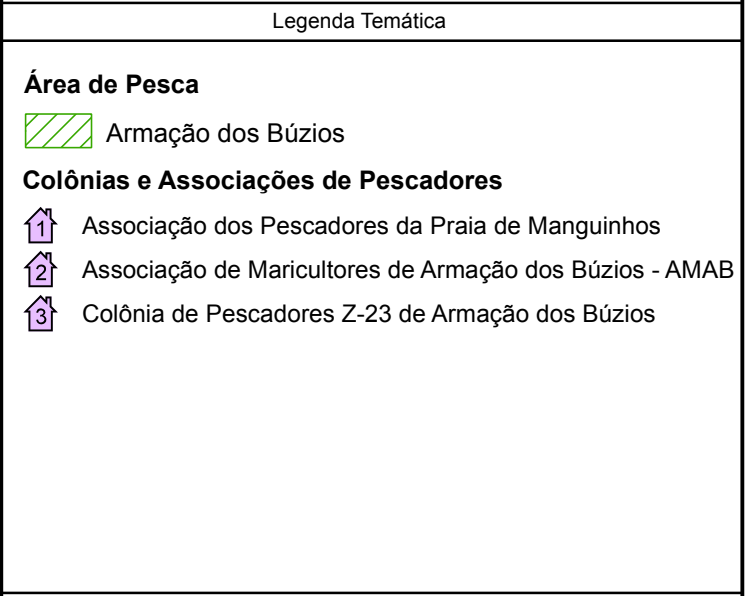 Legenda Temática
Área de Pesca
Armação dos Búzios
Colônias e Associações de Pescadores
1 Associação dos Pescadores da Praia de Manguinhos
2 Associação de Maricultores de Armação dos Búzios - AMAB
3 Colônia de Pescadores Z-23 de Armação dos Búzios